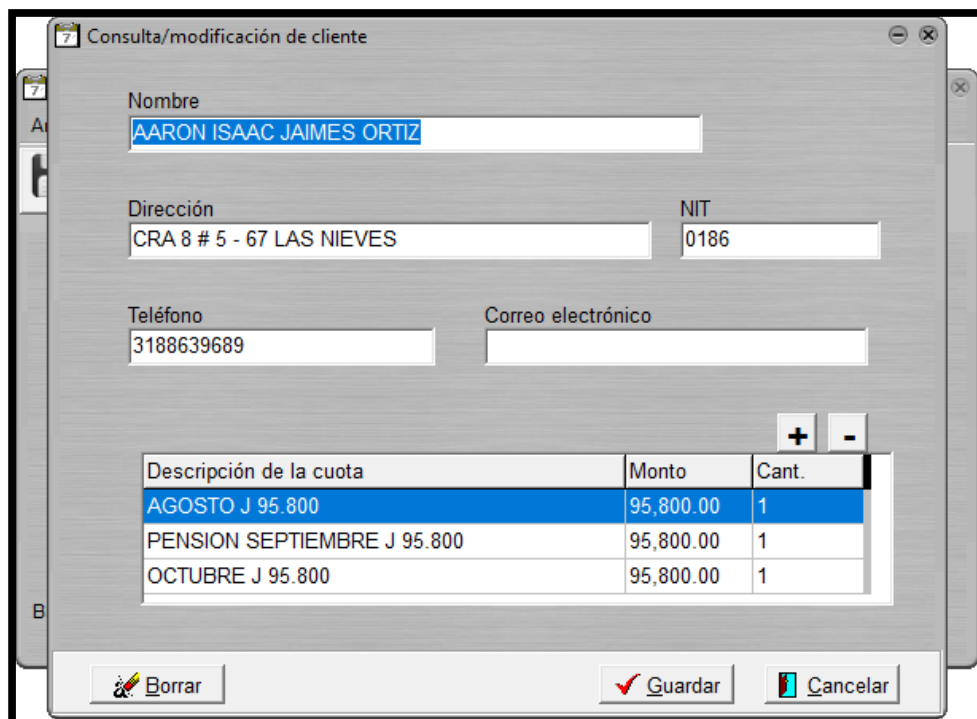 Consulta/modificación de cliente
Nombre
AARON ISAAC JAIMES ORTIZ
Dirección NIT
CRA 8 # 5 - 67 LAS NIEVES 0186
Teléfono Correo electrónico
3188639689
+ -
Descripción de la cuota Monto Cant.
AGOSTO J 95.800 95,800.00 1
PENSION SEPTIEMBRE J 95.800 95,800.00 1
OCTUBRE J 95.800 95,800.00 1
Borrar Guardar Cancelar